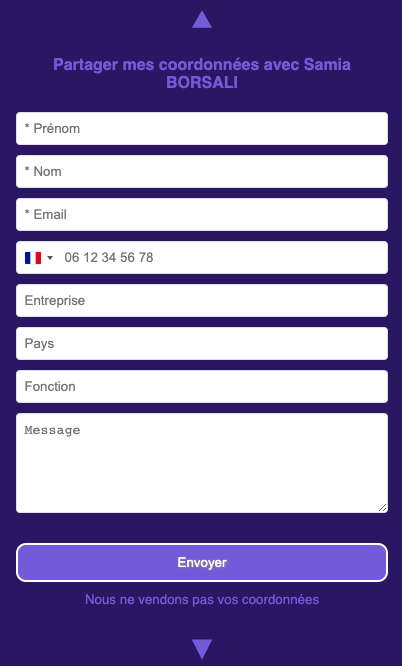 Partager mes coordonnées avec Samia
BORSALI
* Prénom
* Nom
* Email
06 12 34 56 78
Entreprise
Pays
Fonction
Message
Envoyer
Nous ne vendons pas vos coordonnées